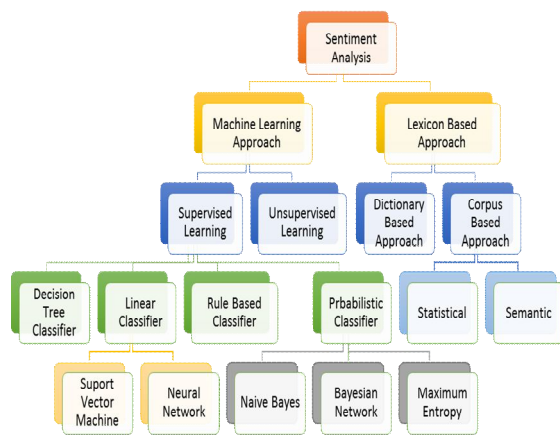 Sentiment
Analysis
Machine Learning
Approach
Lexicon Based
Approach
Supervised
Learning
Unsupervised
Learning
Dictionary
Based
Approach
Corpus
Based
Approach
Decision
Tree
Classifier
Linear
Classifier
Rule Based
Classifier
Prbabilistic
Classifier
Statistical
Semantic
Suport
Vector
Machine
Neural
Network
Naive Bayes
Bayesian
Network
Maximum
Entropy